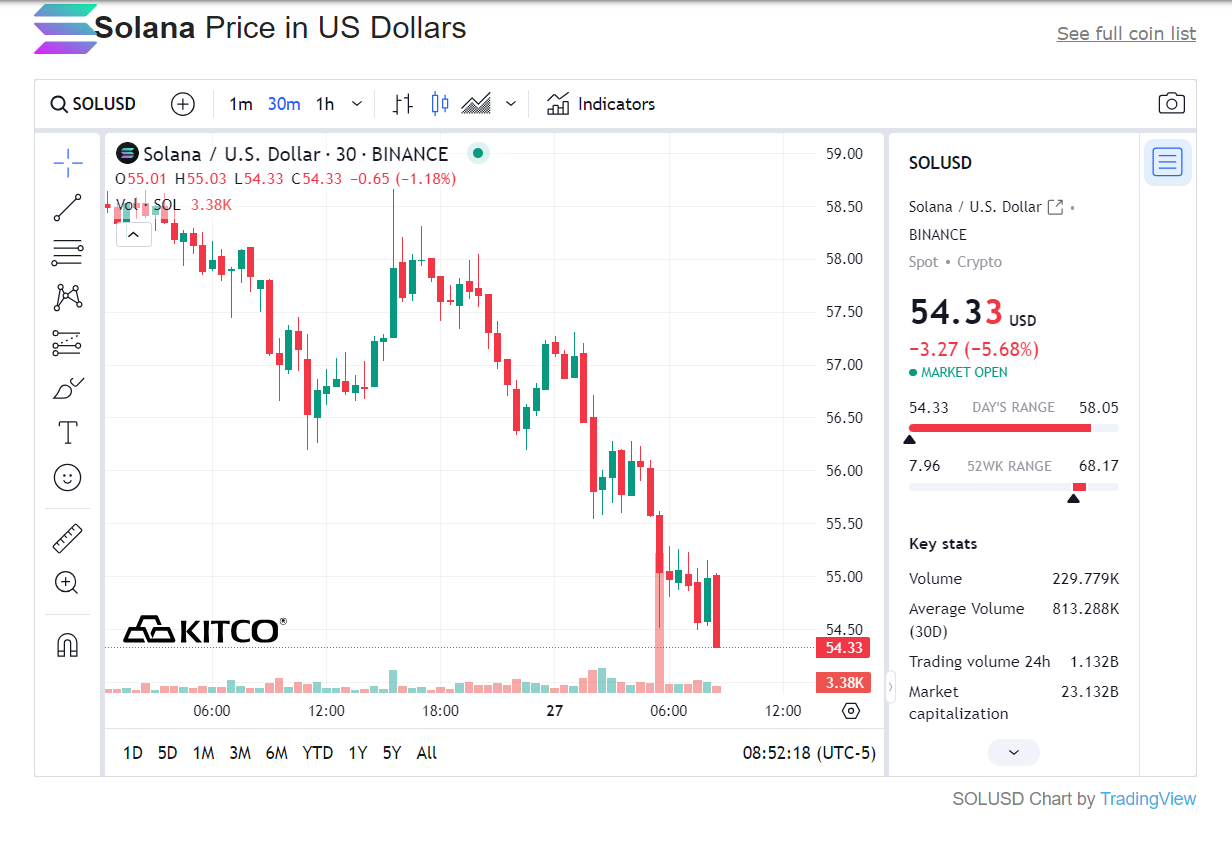 Solana Price in US Dollars
See full coin list
SOLUSD
1m 30m 1h
Indicators
Solana / U.S. Dollar · 30 · BINANCE
O55.01 H55.03 L54.33 C54.33 −0.65 (−1.18%)
Vol · SOL 3.38K
59.00
58.50
58.00
57.50
57.00
56.50
56.00
55.50
55.00
54.50
54.33
3.38K
KITCO®
06:00 12:00 18:00 27 06:00 12:00
1D 5D 1M 3M 6M YTD 1Y 5Y All
08:52:18 (UTC-5)
SOLUSD
Solana / U.S. Dollar •
BINANCE
Spot • Crypto
54.33 USD
−3.27 (−5.68%)
MARKET OPEN
54.33 DAY'S RANGE 58.05
7.96 52WK RANGE 68.17
Key stats
Volume 229.779K
Average Volume 813.288K
(30D)
Trading volume 24h 1.132B
Market 23.132B
capitalization
SOLUSD Chart by TradingView